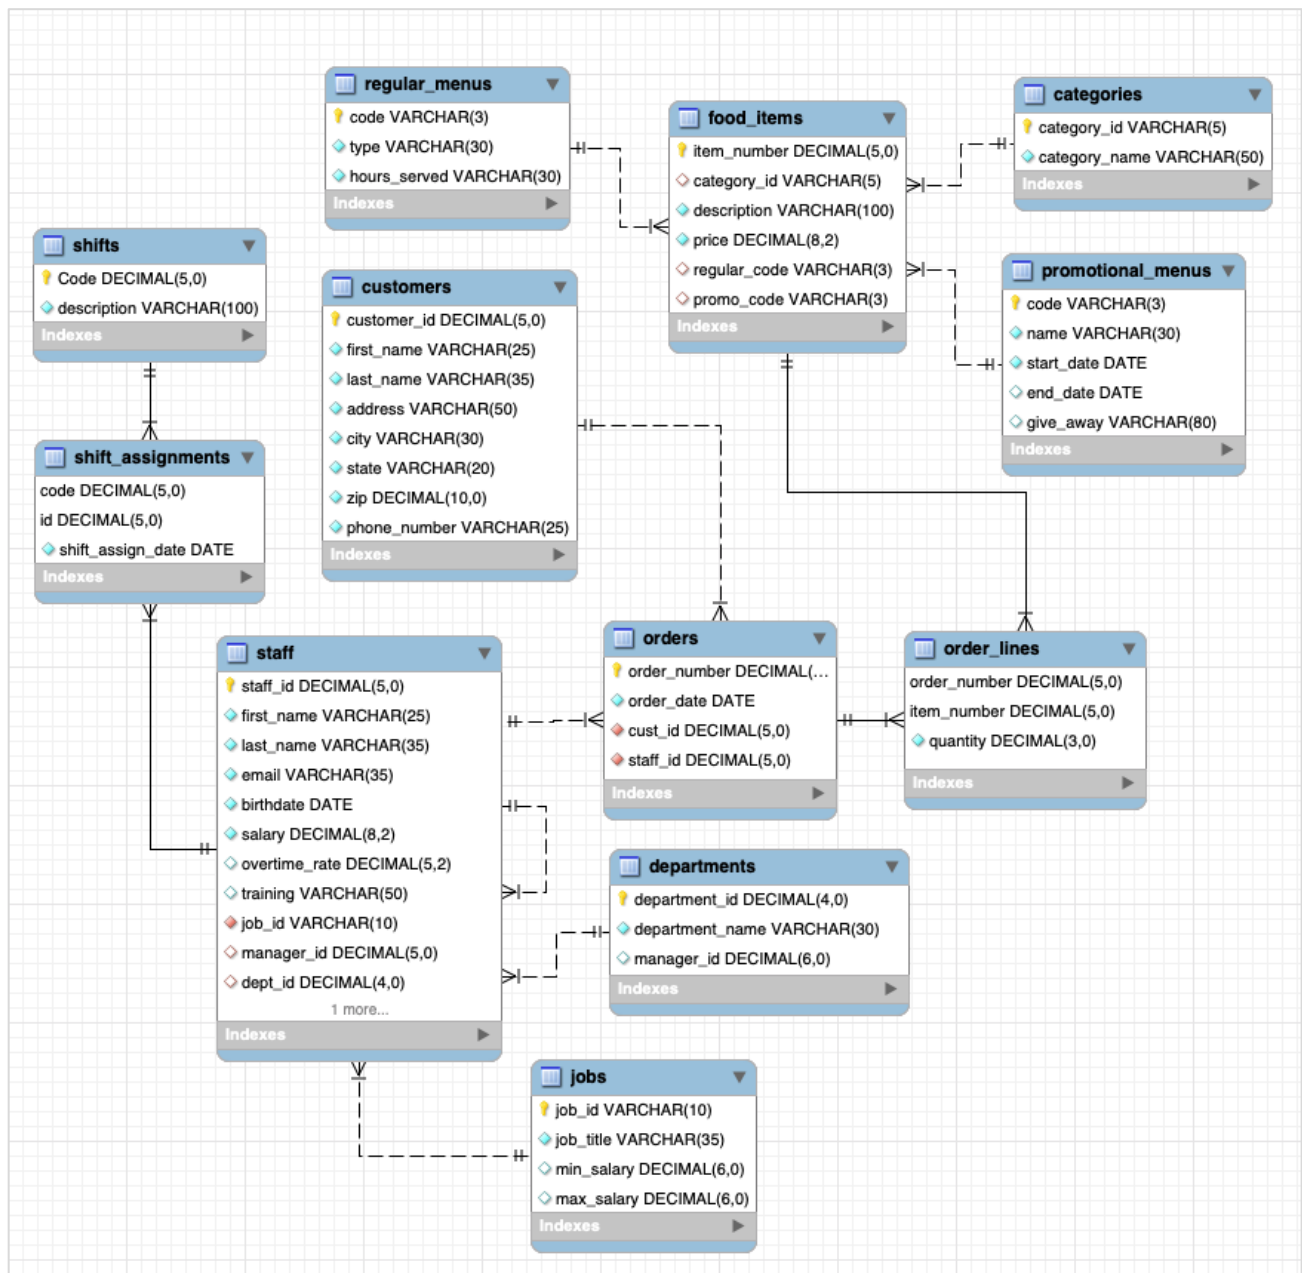 regular_menus
code VARCHAR(3)
type VARCHAR(30)
hours_served VARCHAR(30)
Indexes
food_items
item_number DECIMAL(5,0)
category_id VARCHAR(5)
description VARCHAR(100)
price DECIMAL(8,2)
regular_code VARCHAR(3)
promo_code VARCHAR(3)
Indexes
categories
category_id VARCHAR(5)
category_name VARCHAR(50)
Indexes
shifts
Code DECIMAL(5,0)
description VARCHAR(100)
Indexes
customers
customer_id DECIMAL(5,0)
first_name VARCHAR(25)
last_name VARCHAR(35)
address VARCHAR(50)
city VARCHAR(30)
state VARCHAR(20)
zip DECIMAL(10,0)
phone_number VARCHAR(25)
Indexes
promotional_menus
code VARCHAR(3)
name VARCHAR(30)
start_date DATE
end_date DATE
give_away VARCHAR(80)
Indexes
shift_assignments
code DECIMAL(5,0)
id DECIMAL(5,0)
shift_assign_date DATE
Indexes
staff
staff_id DECIMAL(5,0)
first_name VARCHAR(25)
last_name VARCHAR(35)
email VARCHAR(35)
birthdate DATE
salary DECIMAL(8,2)
overtime_rate DECIMAL(5,2)
training VARCHAR(50)
job_id VARCHAR(10)
manager_id DECIMAL(5,0)
dept_id DECIMAL(4,0)
1 more...
Indexes
orders
order_number DECIMAL(...
order_date DATE
cust_id DECIMAL(5,0)
staff_id DECIMAL(5,0)
Indexes
order_lines
order_number DECIMAL(5,0)
item_number DECIMAL(5,0)
quantity DECIMAL(3,0)
Indexes
departments
department_id DECIMAL(4,0)
department_name VARCHAR(30)
manager_id DECIMAL(6,0)
Indexes
jobs
job_id VARCHAR(10)
job_title VARCHAR(35)
min_salary DECIMAL(6,0)
max_salary DECIMAL(6,0)
Indexes